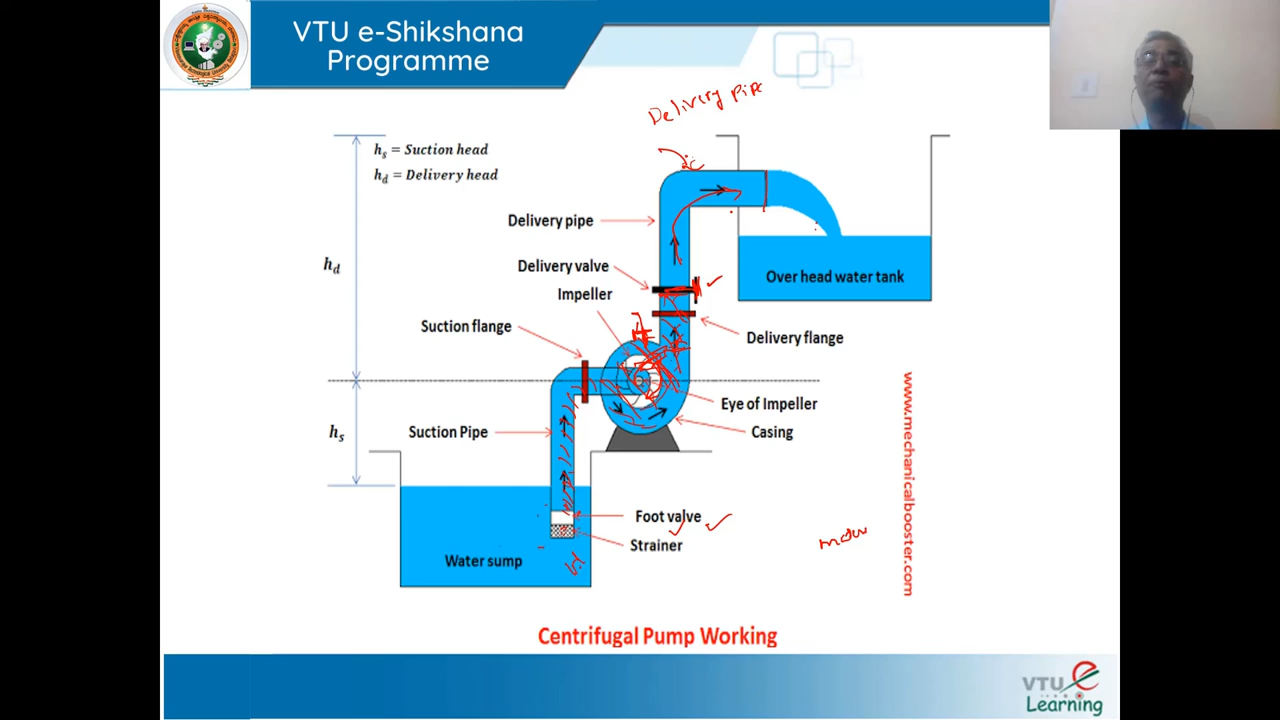 VTU e-Shikshana
Programme
Delivery pipe
hs = Suction head
hd = Delivery head
Delivery pipe
hd
Delivery valve
Over head water tank
Impeller
Suction flange
Delivery flange
Eye of Impeller
Suction Pipe
Casing
hs
Foot valve
Strainer
Water sump
www.mechanicalbooster.com
Centrifugal Pump Working
VTU e
Learning